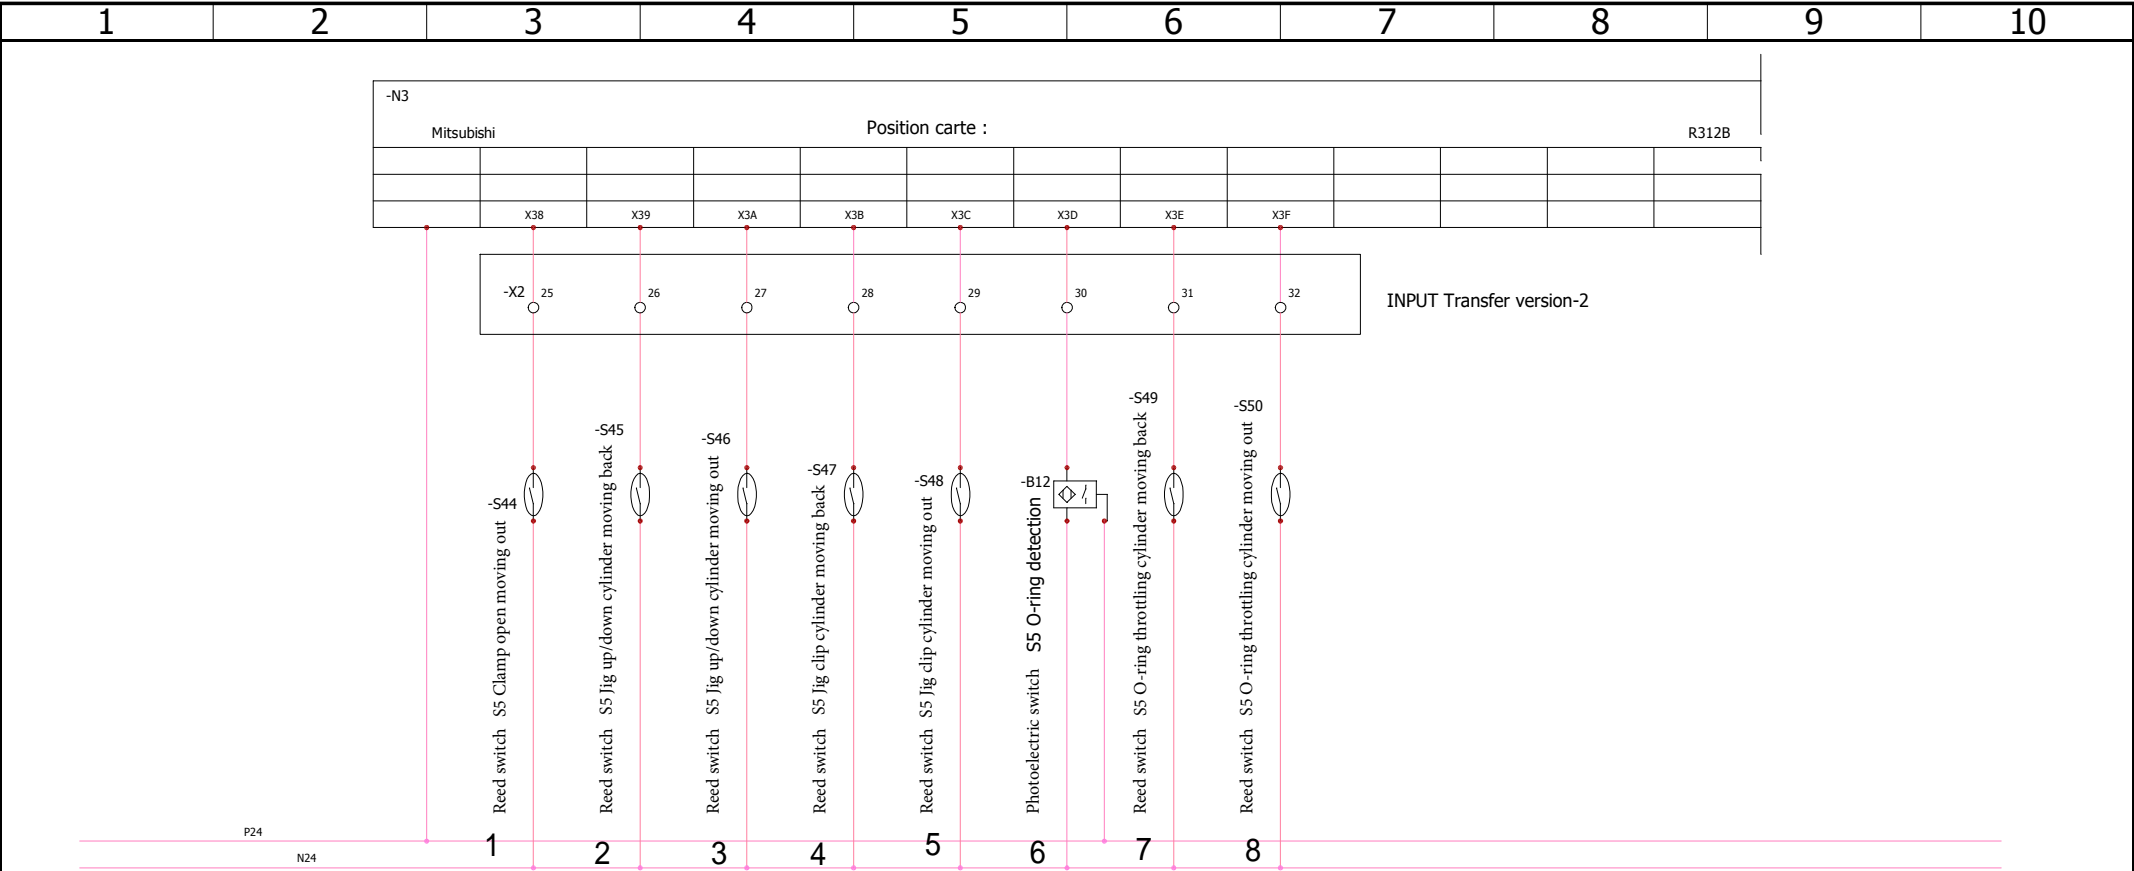 1 2 3 4 5 6 7 8 9 10
-N3
Mitsubishi Position carte : R312B
X38 X39 X3A X3B X3C X3D X3E X3F
-X2 25 26 27 28 29 30 31 32
INPUT Transfer version-2
-S44
Reed switch S5 Clamp open moving out
-S45
Reed switch S5 Jig up/down cylinder moving back
-S46
Reed switch S5 Jig up/down cylinder moving out
-S47
Reed switch S5 Jig clip cylinder moving back
-S48
Reed switch S5 Jig clip cylinder moving out
-B12
Photoelectric switch S5 O-ring detection
-S49
Reed switch S5 O-ring throttling cylinder moving back
-S50
Reed switch S5 O-ring throttling cylinder moving out
P24
1 2 3 4 5 6 7 8
N24